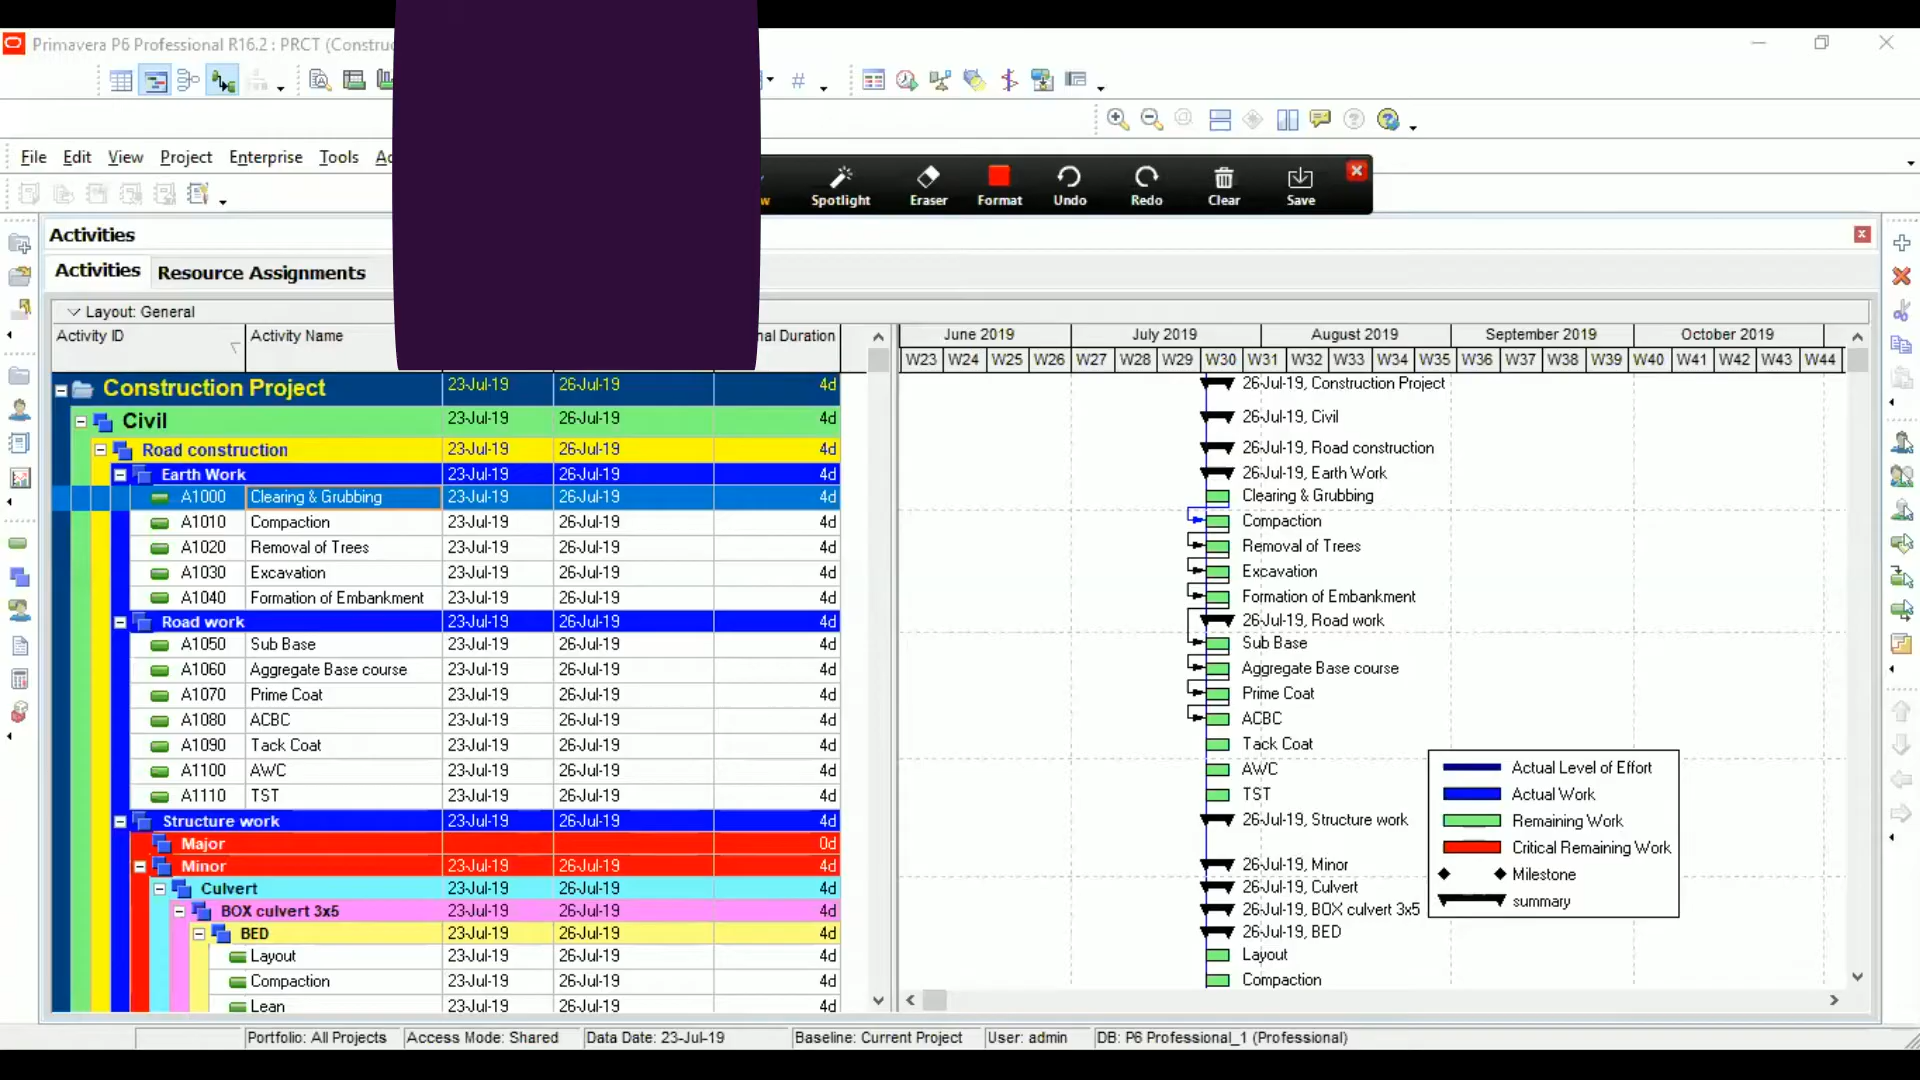 Primavera P6 Professional R16.2 : PRCT (Construc
File Edit View Project Enterprise Tools
Spotlight Eraser Format Undo Redo Clear Save
Activities
Activities Resource Assignments
Layout: General
Activity ID Activity Name nal Duration
June 2019 July 2019 August 2019 September 2019 October 2019
W23 W24 W25 W26 W27 W28 W29 W30 W31 W32 W33 W34 W35 W36 W37 W38 W39 W40 W41 W42 W43 W44
Construction Project 23-Jul-19 26-Jul-19 4d 26-Jul-19, Construction Project
Civil 23-Jul-19 26-Jul-19 4d 26-Jul-19, Civil
Road construction 23-Jul-19 26-Jul-19 4d 26-Jul-19, Road construction
Earth Work 23-Jul-19 26-Jul-19 4d 26-Jul-19, Earth Work
A1000 Clearing & Grubbing 23-Jul-19 26-Jul-19 4d Clearing & Grubbing
A1010 Compaction 23-Jul-19 26-Jul-19 4d Compaction
A1020 Removal of Trees 23-Jul-19 26-Jul-19 4d Removal of Trees
A1030 Excavation 23-Jul-19 26-Jul-19 4d Excavation
A1040 Formation of Embankment 23-Jul-19 26-Jul-19 4d Formation of Embankment
Road work 23-Jul-19 26-Jul-19 4d 26-Jul-19, Road work
A1050 Sub Base 23-Jul-19 26-Jul-19 4d Sub Base
A1060 Aggregate Base course 23-Jul-19 26-Jul-19 4d Aggregate Base course
A1070 Prime Coat 23-Jul-19 26-Jul-19 4d Prime Coat
A1080 ACBC 23-Jul-19 26-Jul-19 4d ACBC
A1090 Tack Coat 23-Jul-19 26-Jul-19 4d Tack Coat
A1100 AWC 23-Jul-19 26-Jul-19 4d AWC
A1110 TST 23-Jul-19 26-Jul-19 4d TST
Structure work 23-Jul-19 26-Jul-19 4d 26-Jul-19, Structure work
Major 0d
Minor 23-Jul-19 26-Jul-19 4d 26-Jul-19, Minor
Culvert 23-Jul-19 26-Jul-19 4d 26-Jul-19, Culvert
BOX culvert 3x5 23-Jul-19 26-Jul-19 4d 26-Jul-19, BOX culvert 3x5
BED 23-Jul-19 26-Jul-19 4d 26-Jul-19, BED
Layout 23-Jul-19 26-Jul-19 4d Layout
Compaction 23-Jul-19 26-Jul-19 4d Compaction
Lean 23-Jul-19 26-Jul-19 4d
Actual Level of Effort
Actual Work
Remaining Work
Critical Remaining Work
Milestone
summary
Portfolio: All Projects Access Mode: Shared Data Date: 23-Jul-19 Baseline: Current Project User: admin DB: P6 Professional_1 (Professional)